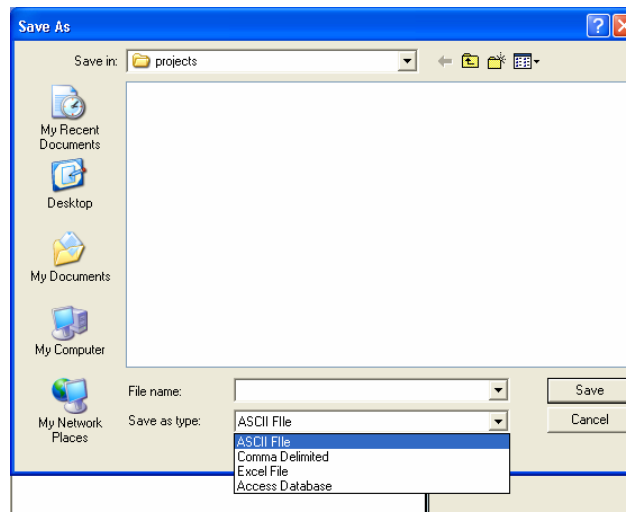 Save As
Save in:
projects
My Recent
Documents
Desktop
My Documents
My Computer
My Network
Places
File name:
Save
Save as type:
ASCII FIle
Cancel
ASCII FIle
Comma Delimited
Excel File
Access Database